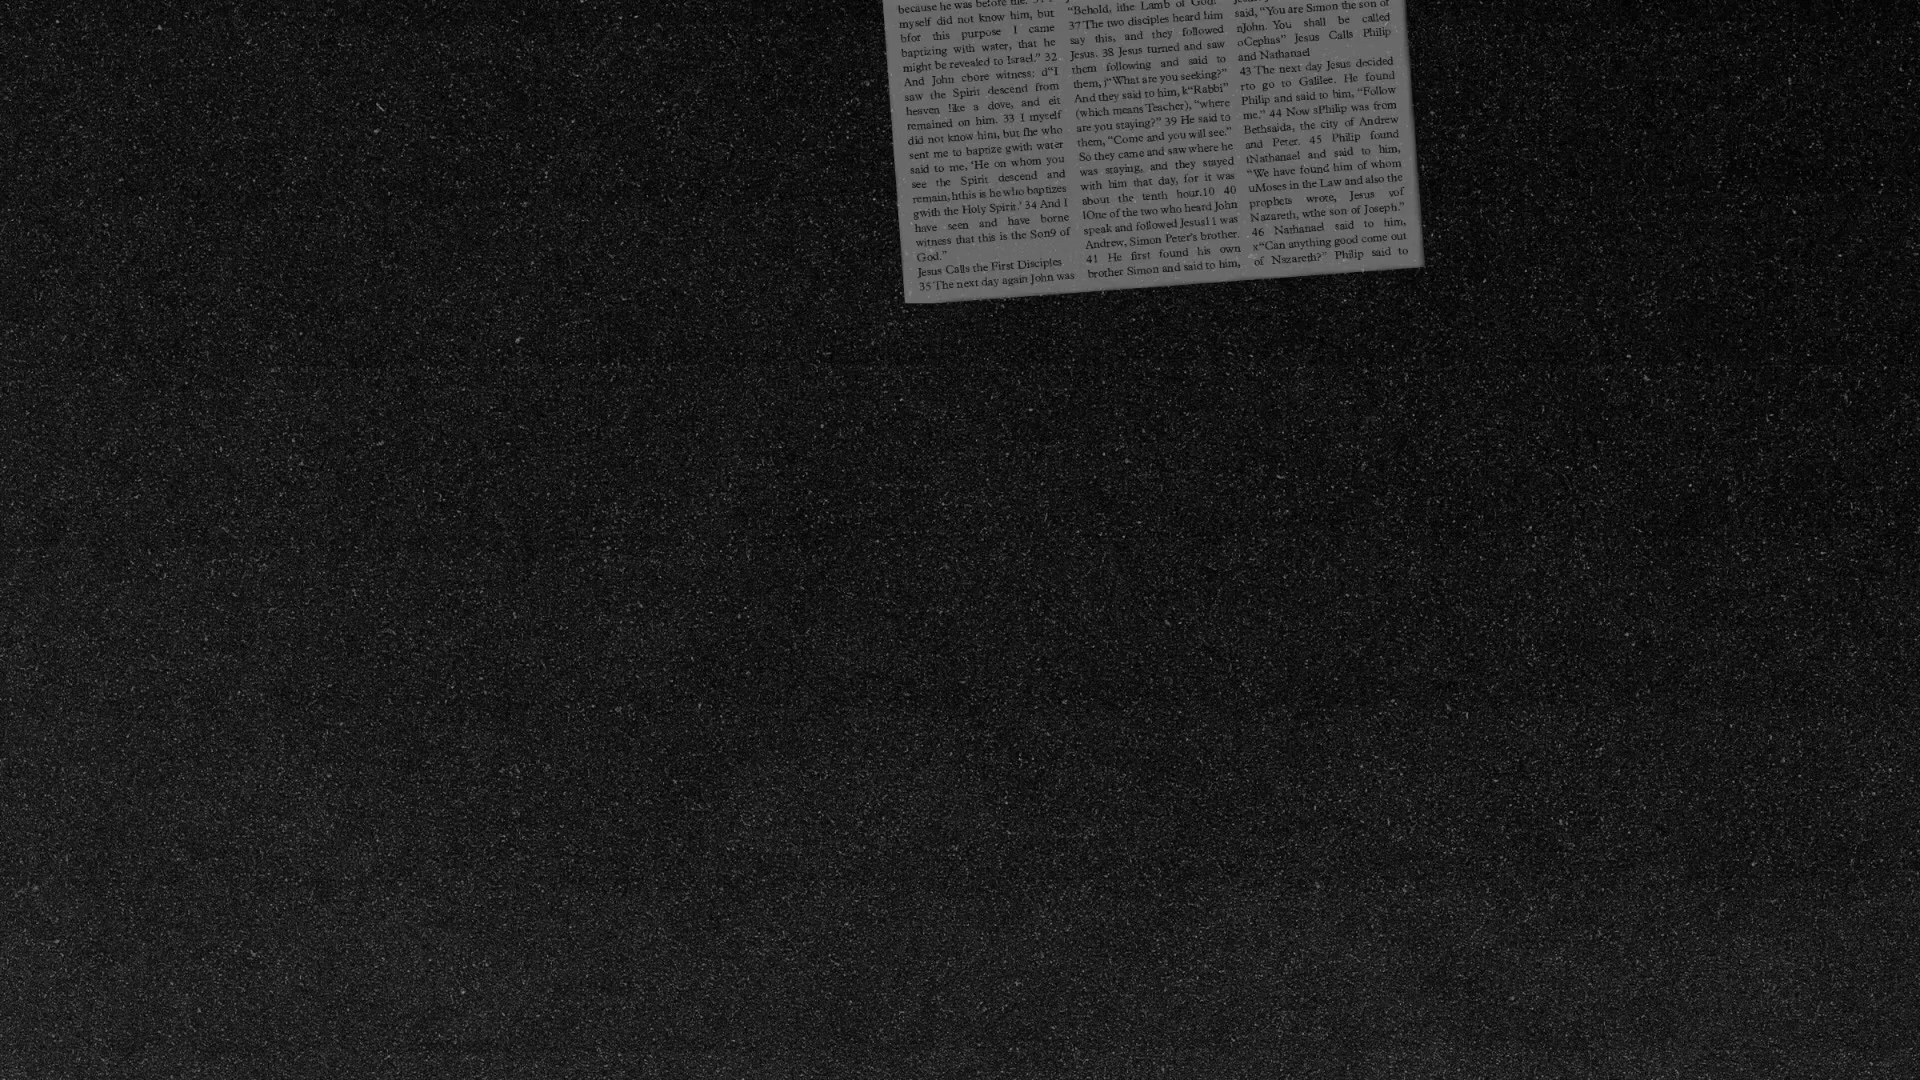 because he was before me.
myself did not know him, but
bfor this purpose I came
baptizing with water, that he
might be revealed to Israel.” 32
And John cbore witness: d“I
saw the Spirit descend from
heaven like a dove, and eit
remained on him. 33 I myself
did not know him, but fhe who
sent me to baptize gwith water
said to me, ‘He on whom you
see the Spirit descend and
remain, hthis is he who baptizes
gwith the Holy Spirit.’ 34 And I
have seen and have borne
witness that this is the Son9 of
God.”
Jesus Calls the First Disciples
35 The next day again John was
“Behold, ithe Lamb of God!
37 The two disciples heard him
say this, and they followed
Jesus. 38 Jesus turned and saw
them following and said to
them, j“What are you seeking?”
And they said to him, k“Rabbi”
(which means Teacher), “where
are you staying?” 39 He said to
them, “Come and you will see.”
So they came and saw where he
was staying, and they stayed
with him that day, for it was
about the tenth hour.10 40
lOne of the two who heard John
speak and followed Jesus11 was
Andrew, Simon Peter’s brother.
41 He first found his own
brother Simon and said to him,
said, “You are Simon the son of
nJohn. You shall be called
oCephas” Jesus Calls Philip
and Nathanael
43 The next day Jesus decided
rto go to Galilee. He found
Philip and said to him, “Follow
me.” 44 Now sPhilip was from
Bethsaida, the city of Andrew
and Peter. 45 Philip found
tNathanael and said to him,
“We have found him of whom
uMoses in the Law and also the
prophets wrote, Jesus vof
Nazareth, wthe son of Joseph.”
46 Nathanael said to him,
x“Can anything good come out
of Nazareth?” Philip said to